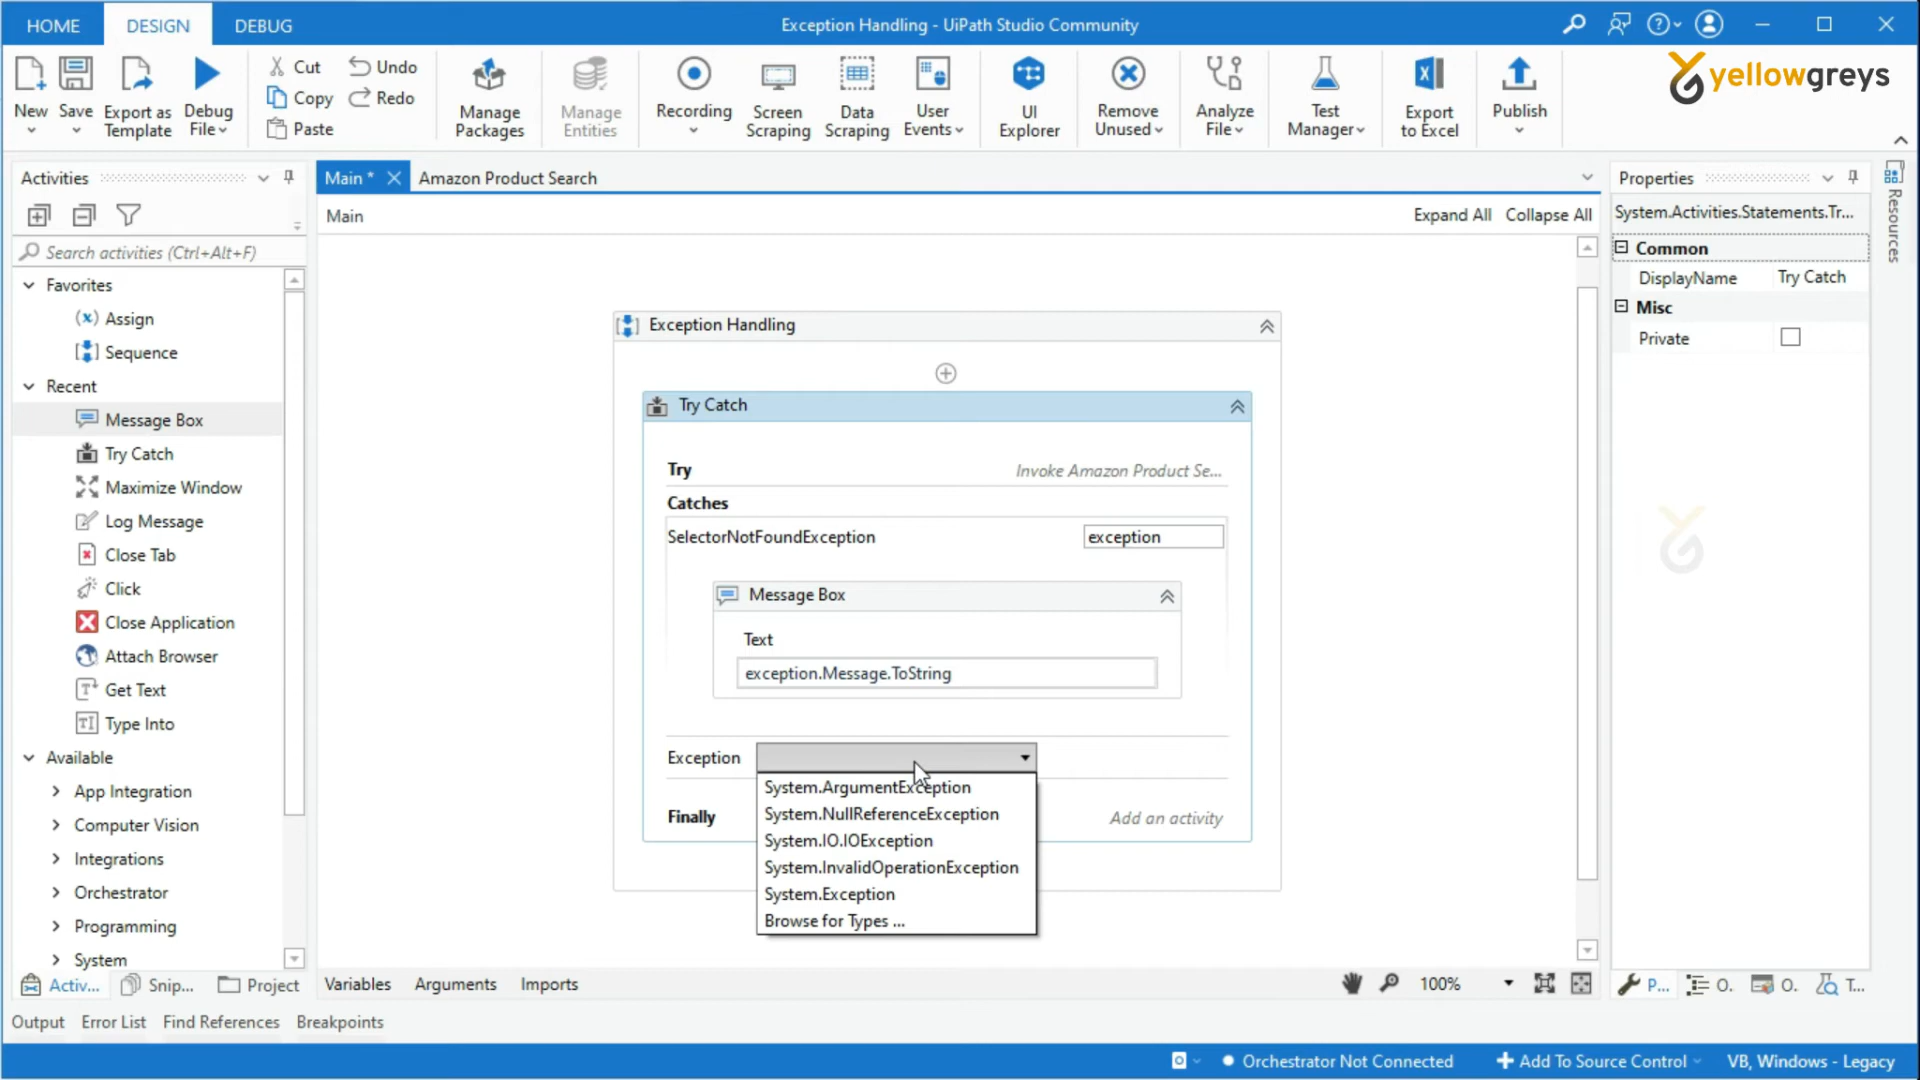 HOME DESIGN DEBUG Exception Handling - UiPath Studio Community
New Save Export as Template Debug File Cut Copy Paste Undo Redo Manage Packages Manage Entities Recording Screen Scraping Data Scraping User Events UI Explorer Remove Unused Analyze File Test Manager Export to Excel Publish
yellowgreys
Activities
Search activities (Ctrl+Alt+F)
Favorites
(x) Assign
Sequence
Recent
Message Box
Try Catch
Maximize Window
Log Message
Close Tab
Click
Close Application
Attach Browser
Get Text
Type Into
Available
App Integration
Computer Vision
Integrations
Orchestrator
Programming
System
Activ... Snip... Project
Main * Amazon Product Search
Main Expand All Collapse All
Exception Handling
Try Catch
Try Invoke Amazon Product Se...
Catches
SelectorNotFoundException exception
Message Box
Text
exception.Message.ToString
Exception
System.ArgumentException
System.NullReferenceException
System.IO.IOException
System.InvalidOperationException
System.Exception
Browse for Types ...
Finally Add an activity
Variables Arguments Imports 100%
Properties
System.Activities.Statements.Tr...
Common
DisplayName Try Catch
Misc
Private
Resources
P... O. O. T...
Output Error List Find References Breakpoints
Orchestrator Not Connected Add To Source Control VB, Windows - Legacy